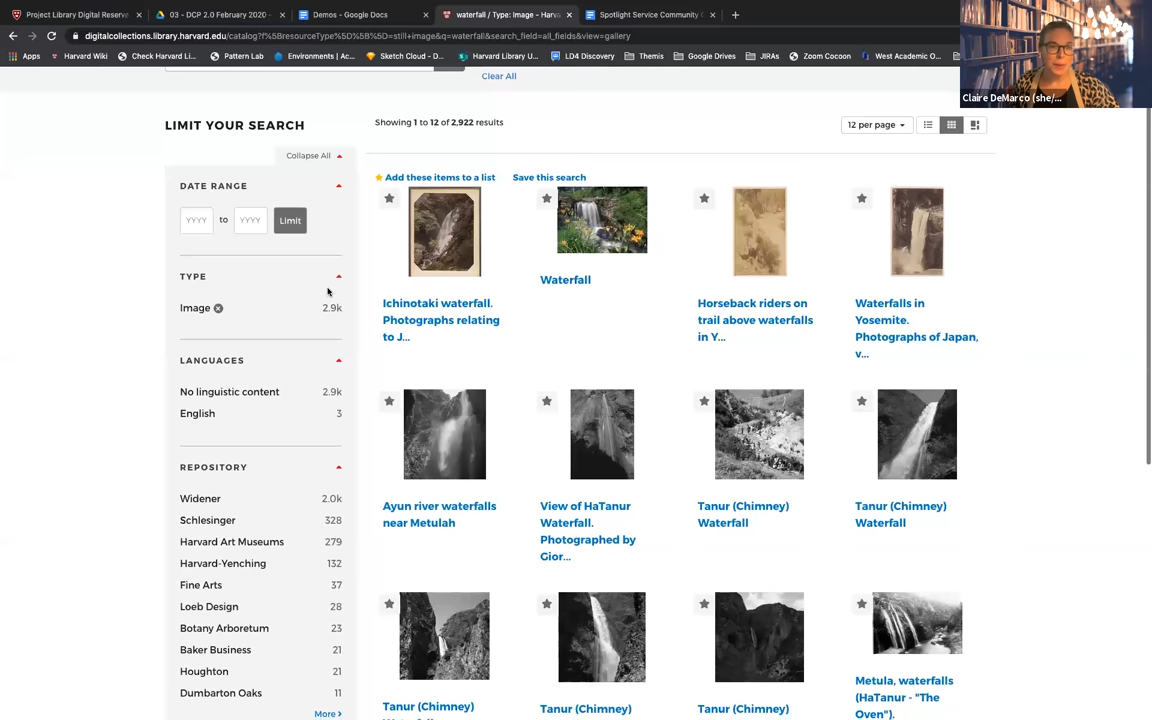 Project Library Digital Reserv
03 - DCP 2.0 February 2020 -
Demos - Google Docs
waterfall / Type: Image - Harv
Spotlight Service Community
digitalcollections.library.harvard.edu/catalog?f%5BresourceType%5D%5B%5D=still+image&q=waterfall&search_field=all_fields&view=gallery
Apps
Harvard Wiki
Check Harvard Li...
Pattern Lab
Environments | Ac...
Sketch Cloud - D...
Harvard Library U...
LD4 Discovery
Themis
Google Drives
JIRAs
Zoom Cocoon
West Academic O...
Claire DeMarco (she/...
Clear All
LIMIT YOUR SEARCH
Showing 1 to 12 of 2,922 results
12 per page
Collapse All
Add these items to a list
Save this search
DATE RANGE
YYYY to YYYY Limit
TYPE
Image 2.9k
LANGUAGES
No linguistic content 2.9k
English 3
REPOSITORY
Widener 2.0k
Schlesinger 328
Harvard Art Museums 279
Harvard-Yenching 132
Fine Arts 37
Loeb Design 28
Botany Arboretum 23
Baker Business 21
Houghton 21
Dumbarton Oaks 11
More ›
Ichinotaki waterfall.
Photographs relating
to J...
Waterfall
Horseback riders on
trail above waterfalls
in Y...
Waterfalls in
Yosemite.
Photographs of Japan,
v...
Ayun river waterfalls
near Metulah
View of HaTanur
Waterfall.
Photographed by
Gior...
Tanur (Chimney)
Waterfall
Tanur (Chimney)
Waterfall
Tanur (Chimney)
Tanur (Chimney)
Tanur (Chimney)
Metula, waterfalls
(HaTanur - "The
Oven").